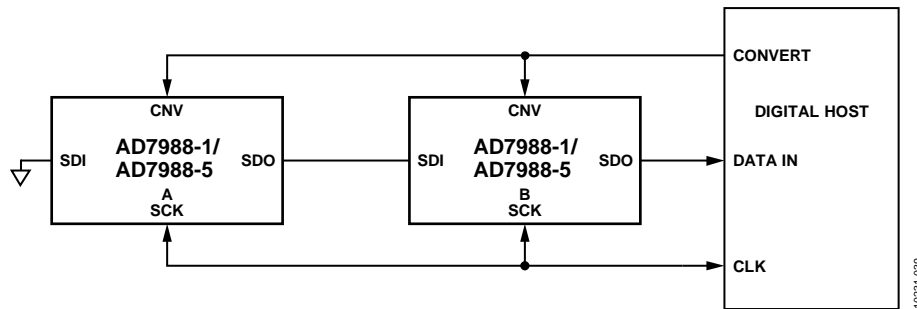 CONVERT
CNV
CNV
DIGITAL HOST
AD7988-1/
AD7988-5
AD7988-1/
AD7988-5
SDI
SDO
SDI
SDO
DATA IN
A
SCK
B
SCK
CLK